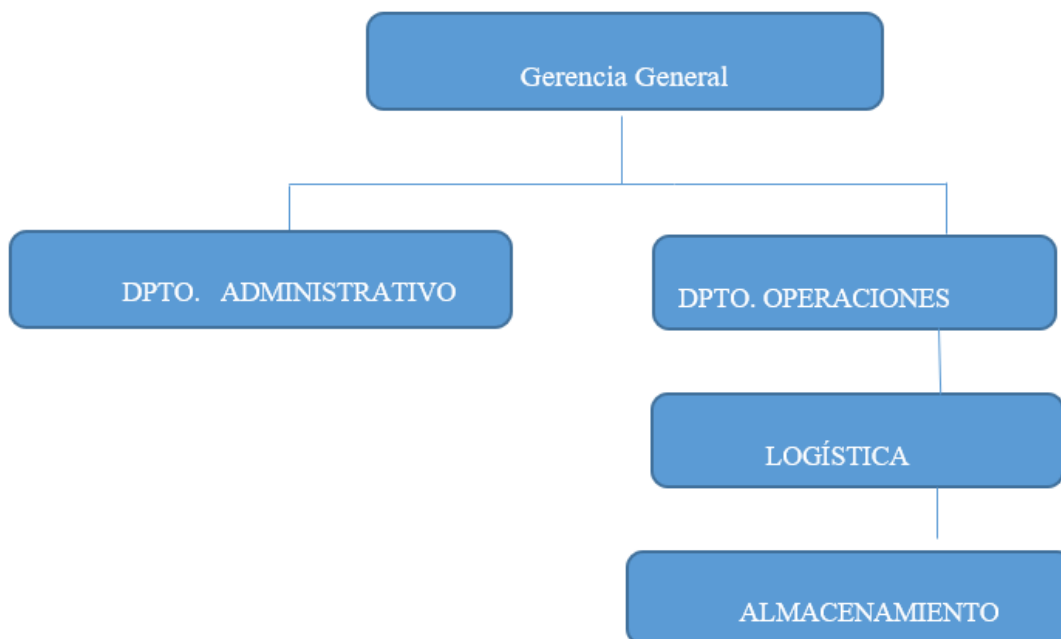 Gerencia General
DPTO. ADMINISTRATIVO
DPTO. OPERACIONES
LOGÍSTICA
ALMACENAMIENTO